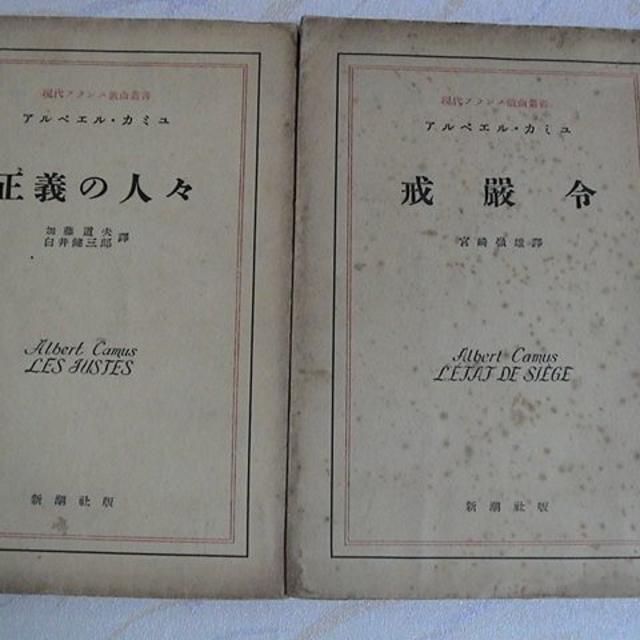 現代フランス戯曲叢書
アルベエル・カミユ
正義の人々
加藤道夫
白井健三郎 譯
Albert Camus
LES JUSTES
新潮社版
現代フランス戯曲叢書
アルベエル・カミユ
戒嚴令
宮崎嶺雄譯
Albert Camus
L'ÉTAT DE SIÈGE
新潮社版